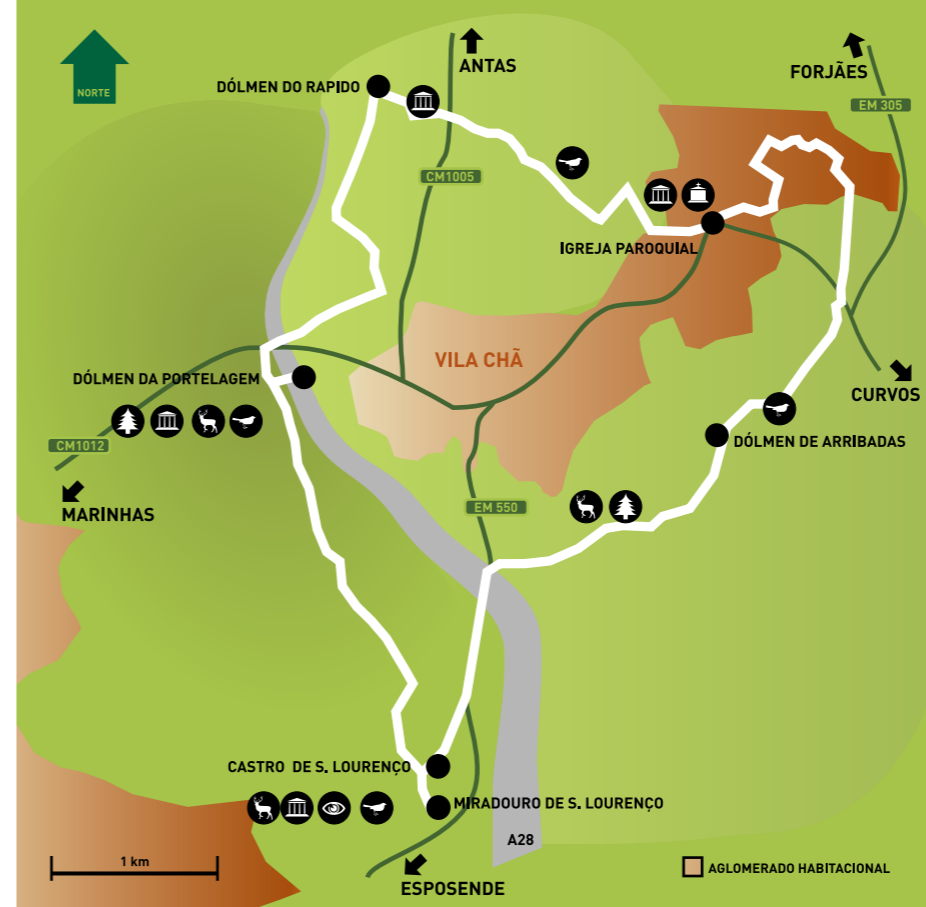 NORTE
ANTAS
FORJÃES
DÓLMEN DO RAPIDO
EM 305
CM1005
IGREJA PAROQUIAL
VILA CHÃ
DÓLMEN DA PORTELAGEM
CURVOS
DÓLMEN DE ARRIBADAS
CM1012
MARINHAS
EM 550
CASTRO DE S. LOURENÇO
MIRADOURO DE S. LOURENÇO
A28
1 km
AGLOMERADO HABITACIONAL
ESPOSENDE